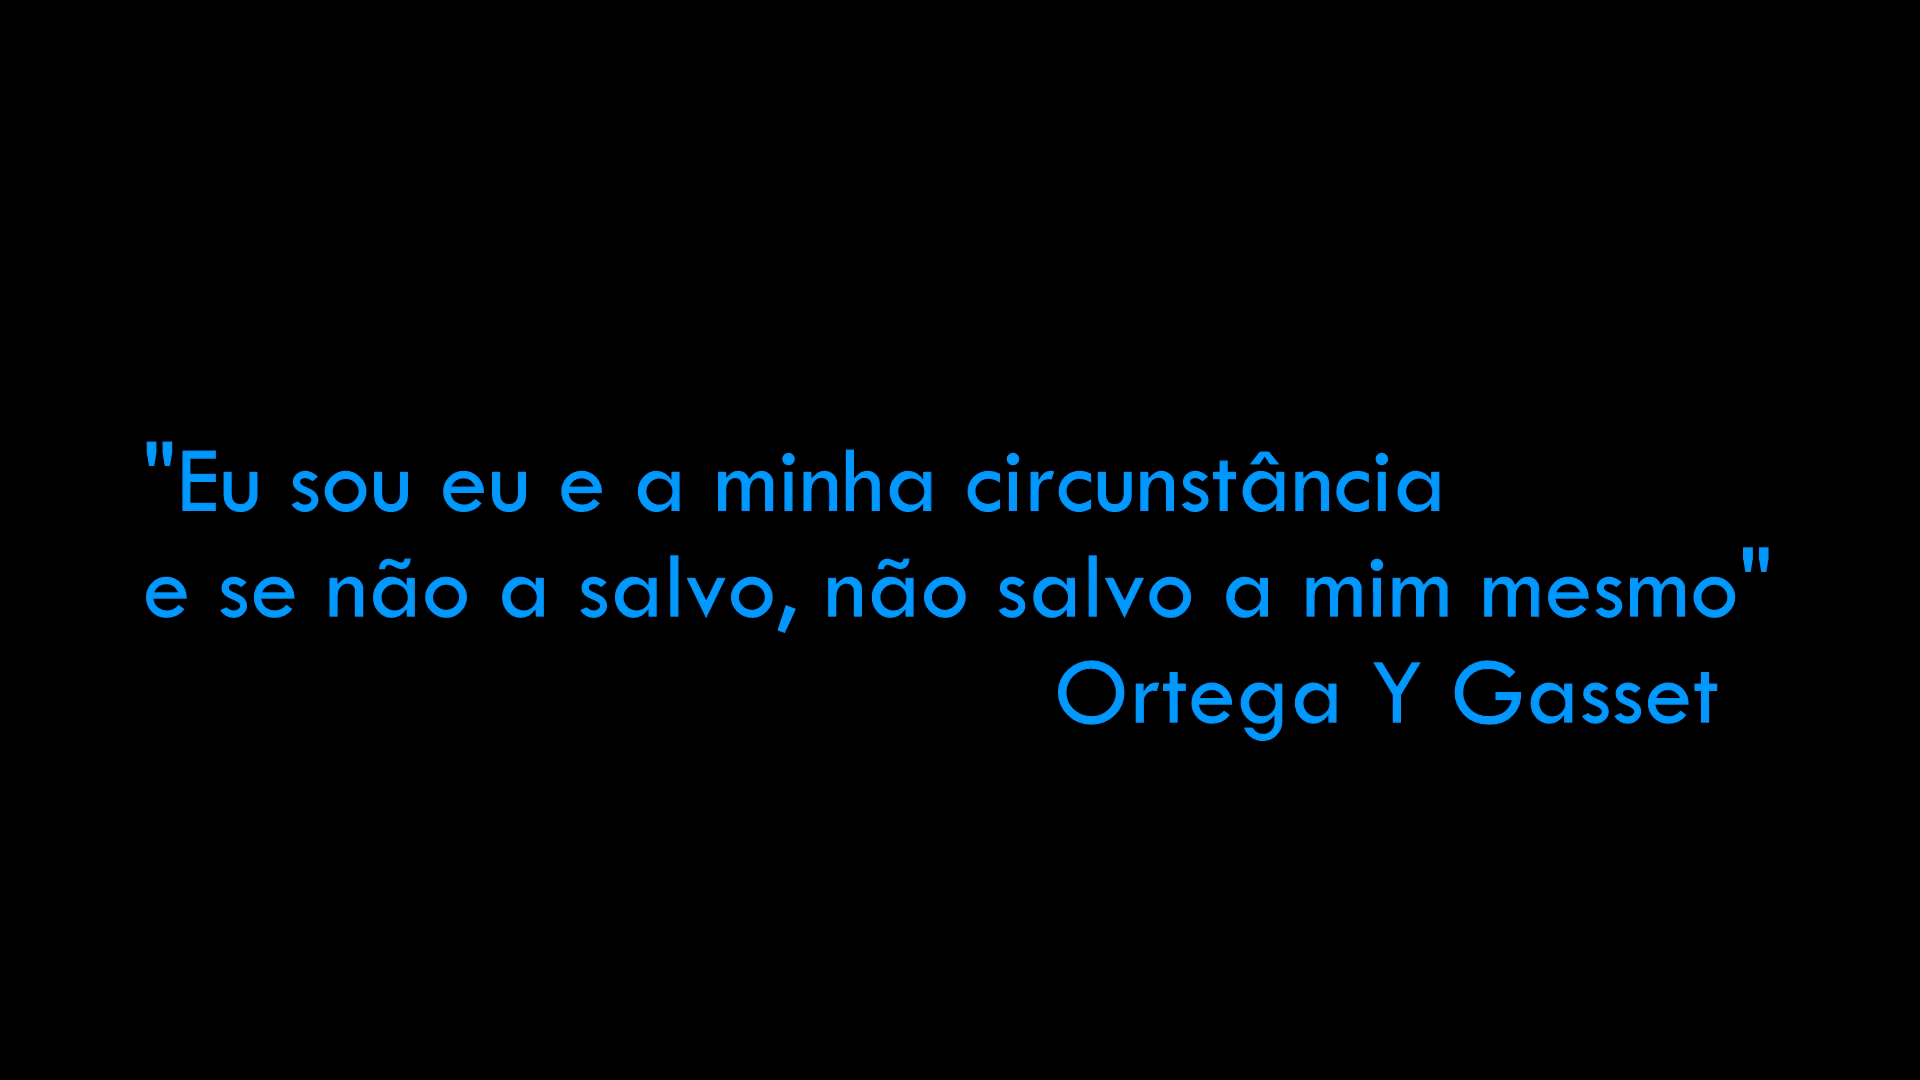 "Eu sou eu e a minha circunstância
e se não a salvo, não salvo a mim mesmo"
Ortega Y Gasset